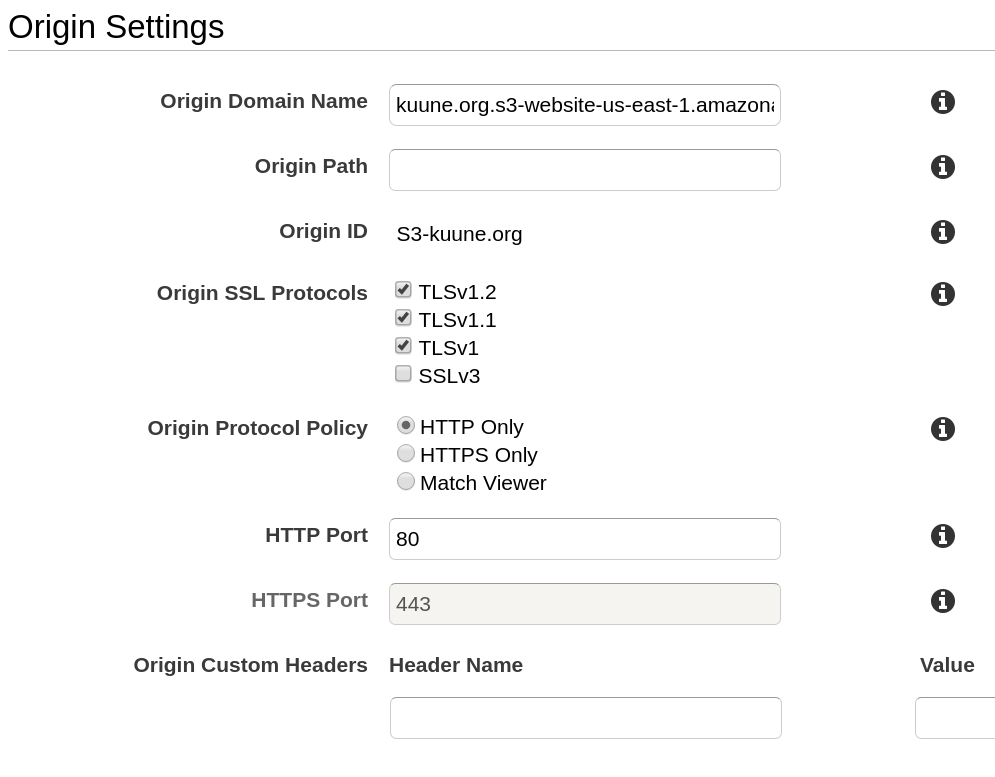 Origin Settings
Origin Domain Name kuune.org.s3-website-us-east-1.amazona
Origin Path
Origin ID S3-kuune.org
Origin SSL Protocols TLSv1.2
TLSv1.1
TLSv1
SSLv3
Origin Protocol Policy HTTP Only
HTTPS Only
Match Viewer
HTTP Port 80
HTTPS Port 443
Origin Custom Headers Header Name Value